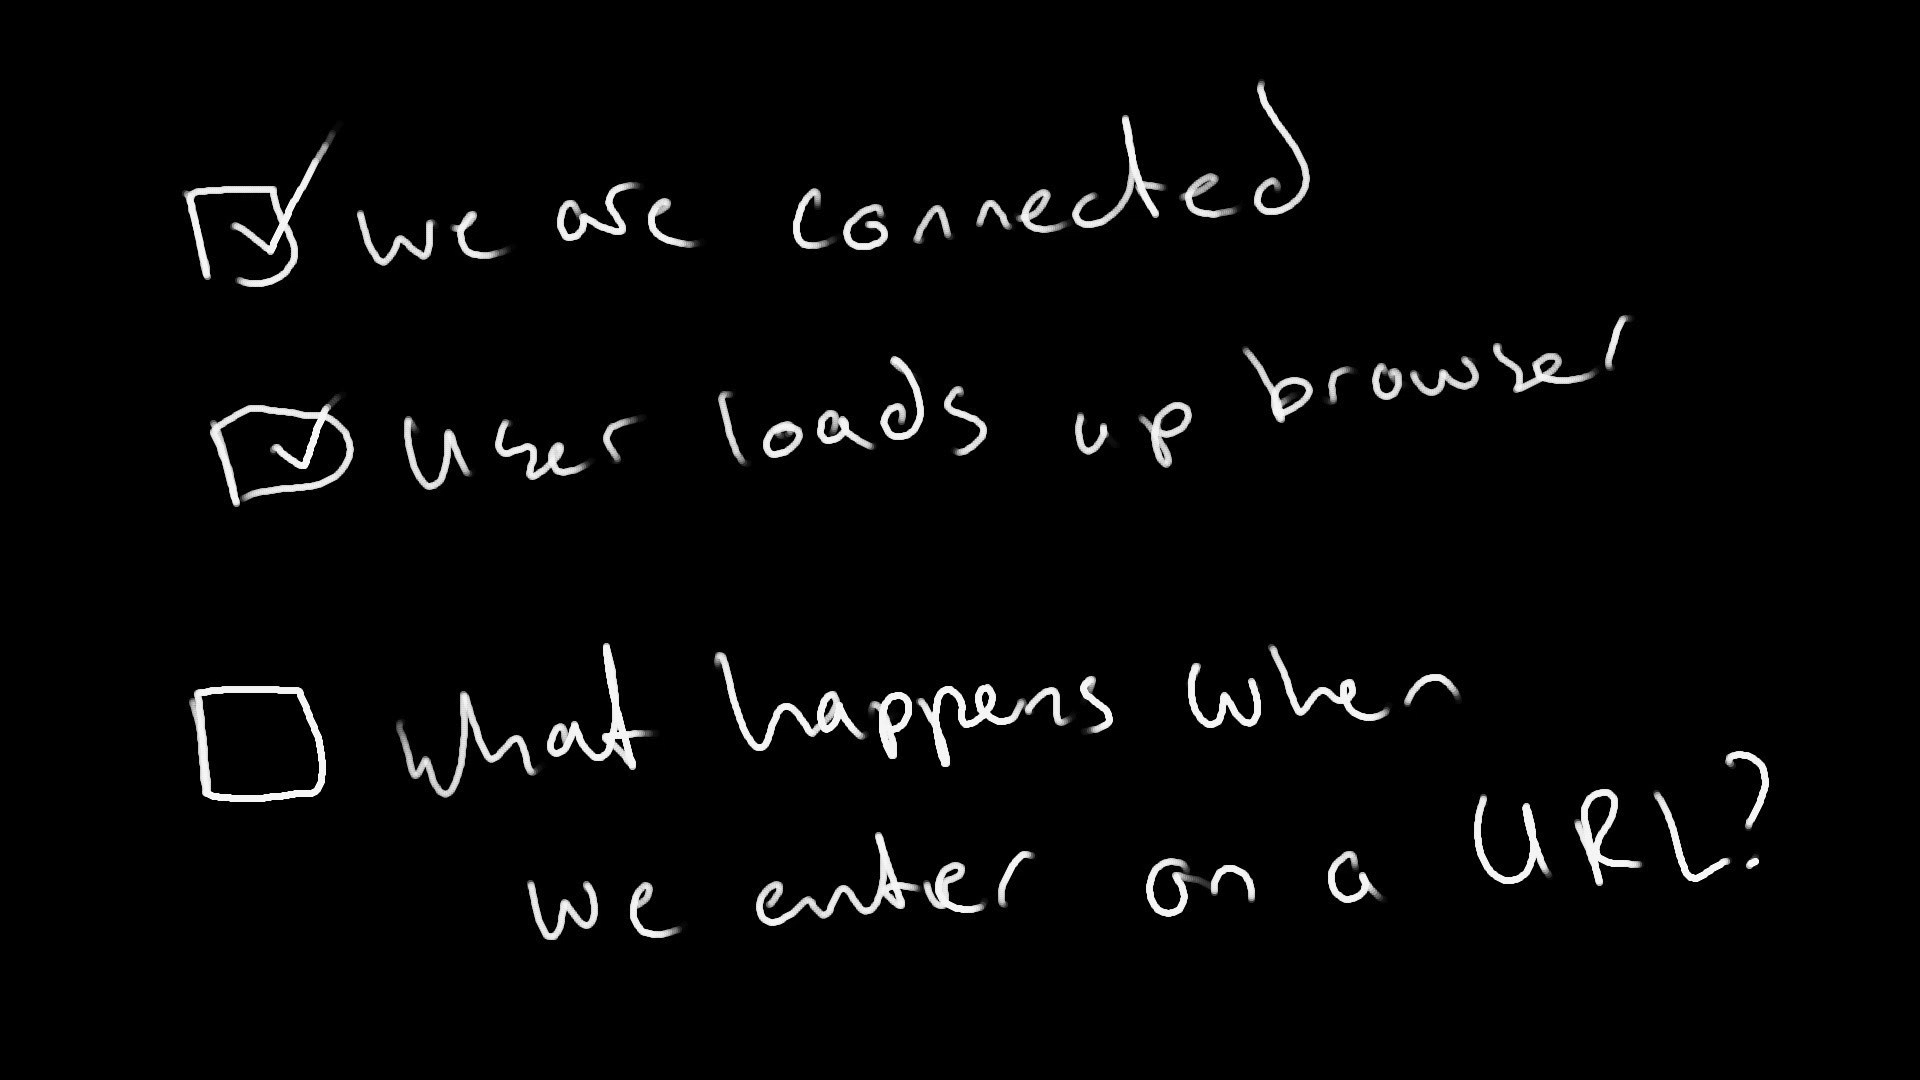 we are connected
user loads up browser
what happens when
we enter on a URL?